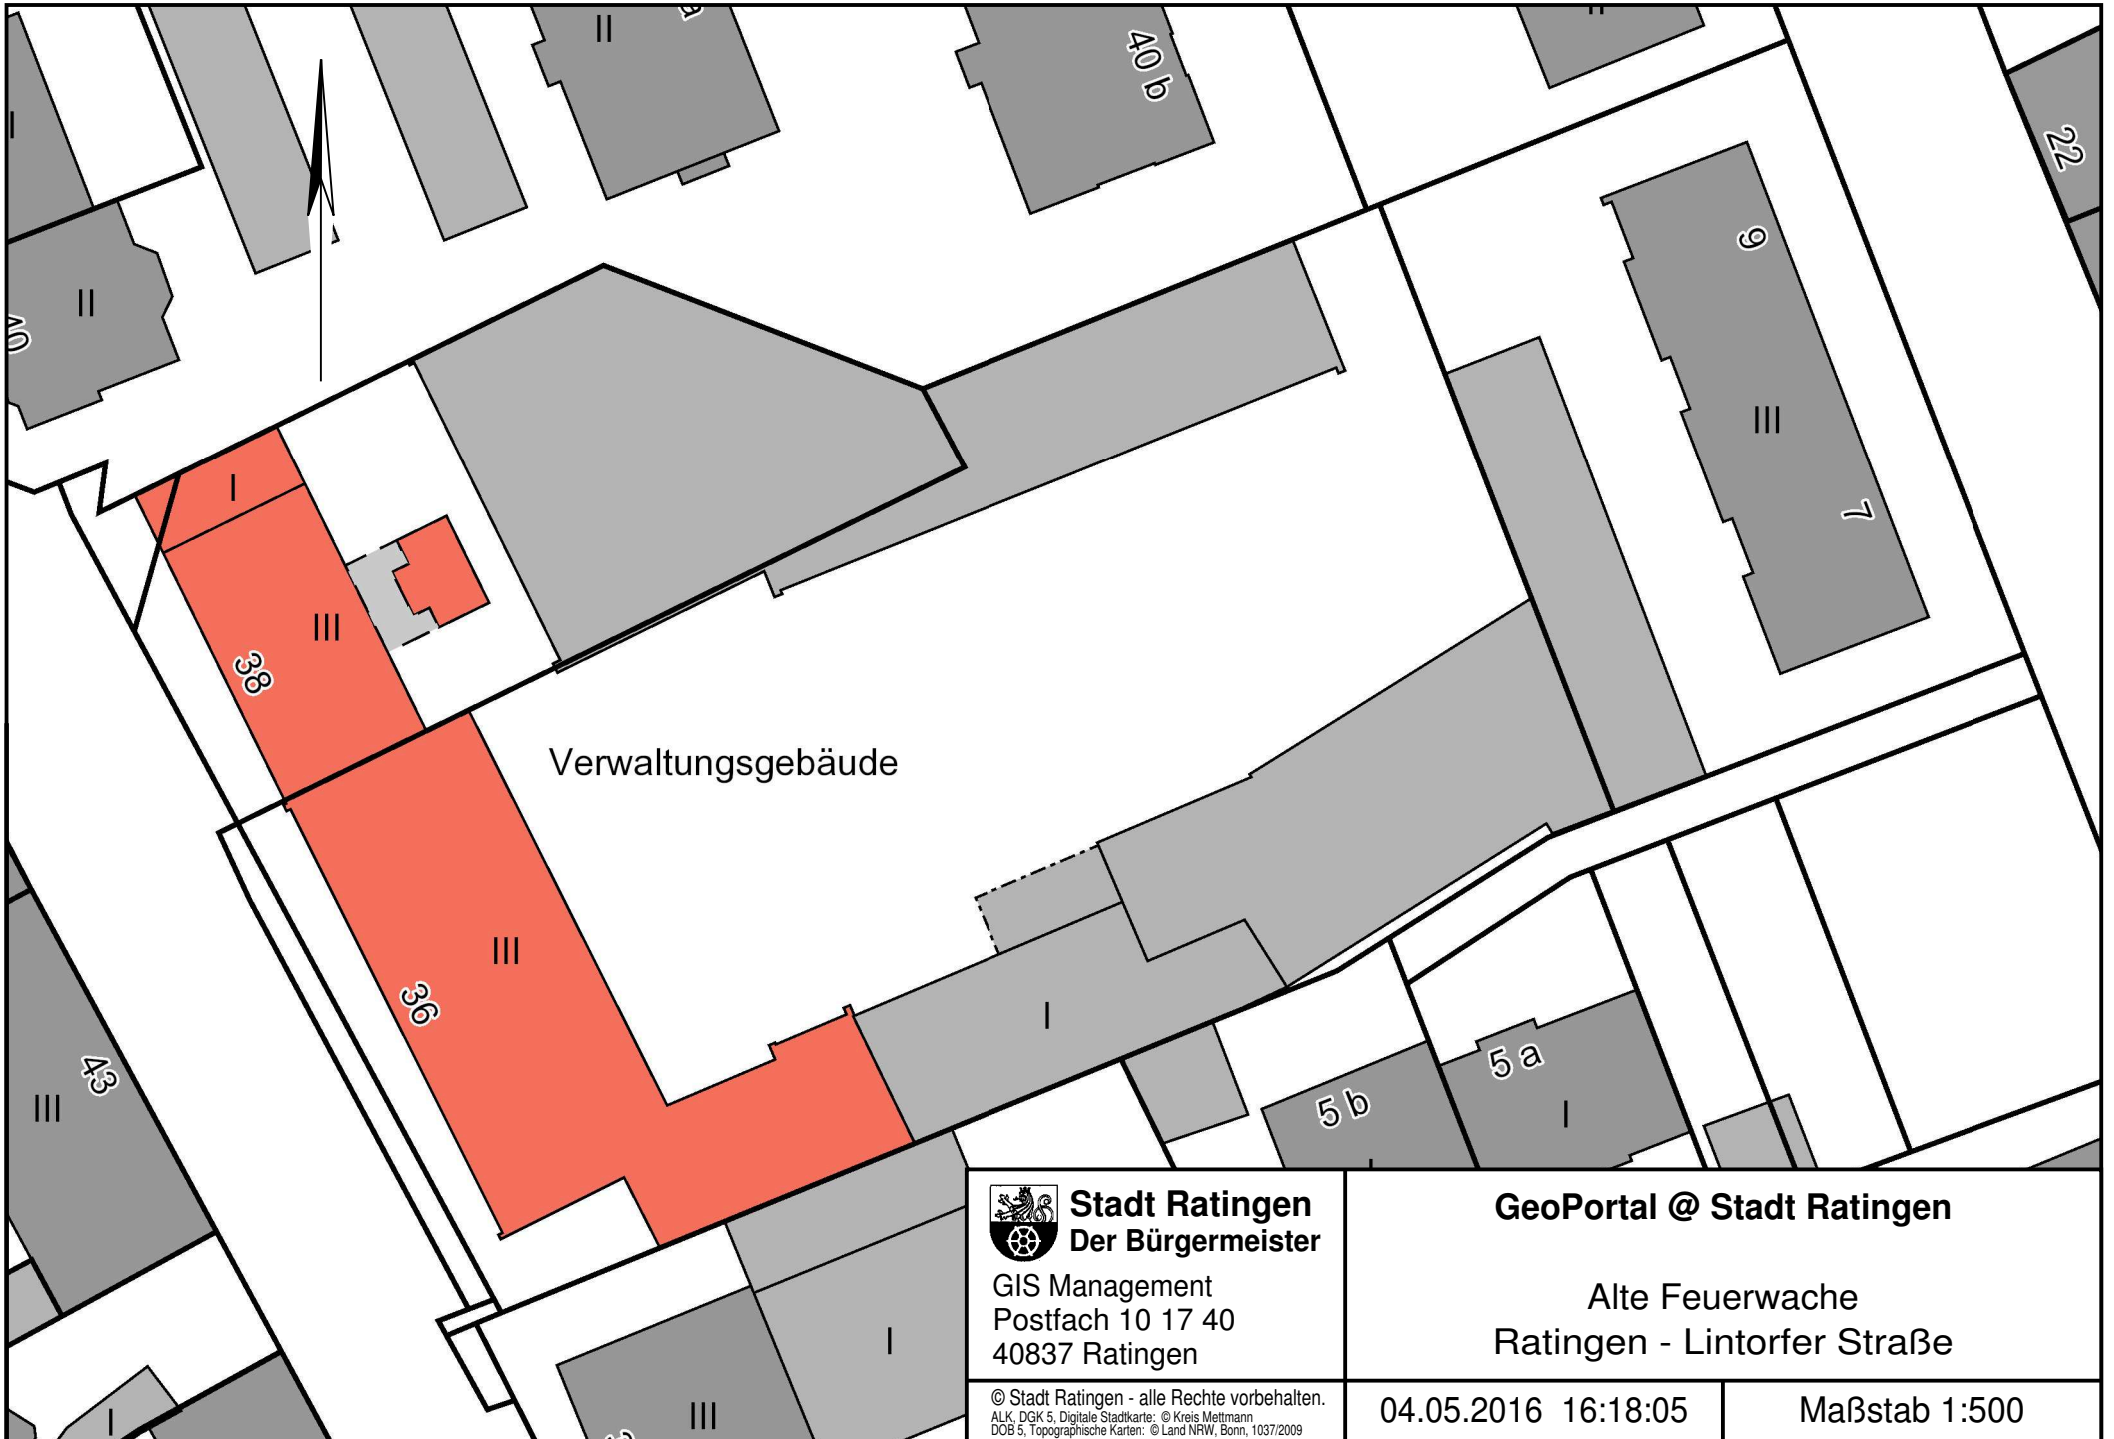 II
a
40 b
II
I
22
II
40
9
III
7
I
III
38
Verwaltungsgebäude
III
36
I
III
43
5 a
5 b
I
I
III
I
Stadt Ratingen
Der Bürgermeister
GIS Management
Postfach 10 17 40
40837 Ratingen
© Stadt Ratingen - alle Rechte vorbehalten.
ALK, DGK 5, Digitale Stadtkarte: © Kreis Mettmann
DOB 5, Topographische Karten: © Land NRW, Bonn, 1037/2009
GeoPortal @ Stadt Ratingen
Alte Feuerwache
Ratingen - Lintorfer Straße
04.05.2016 16:18:05
Maßstab 1:500